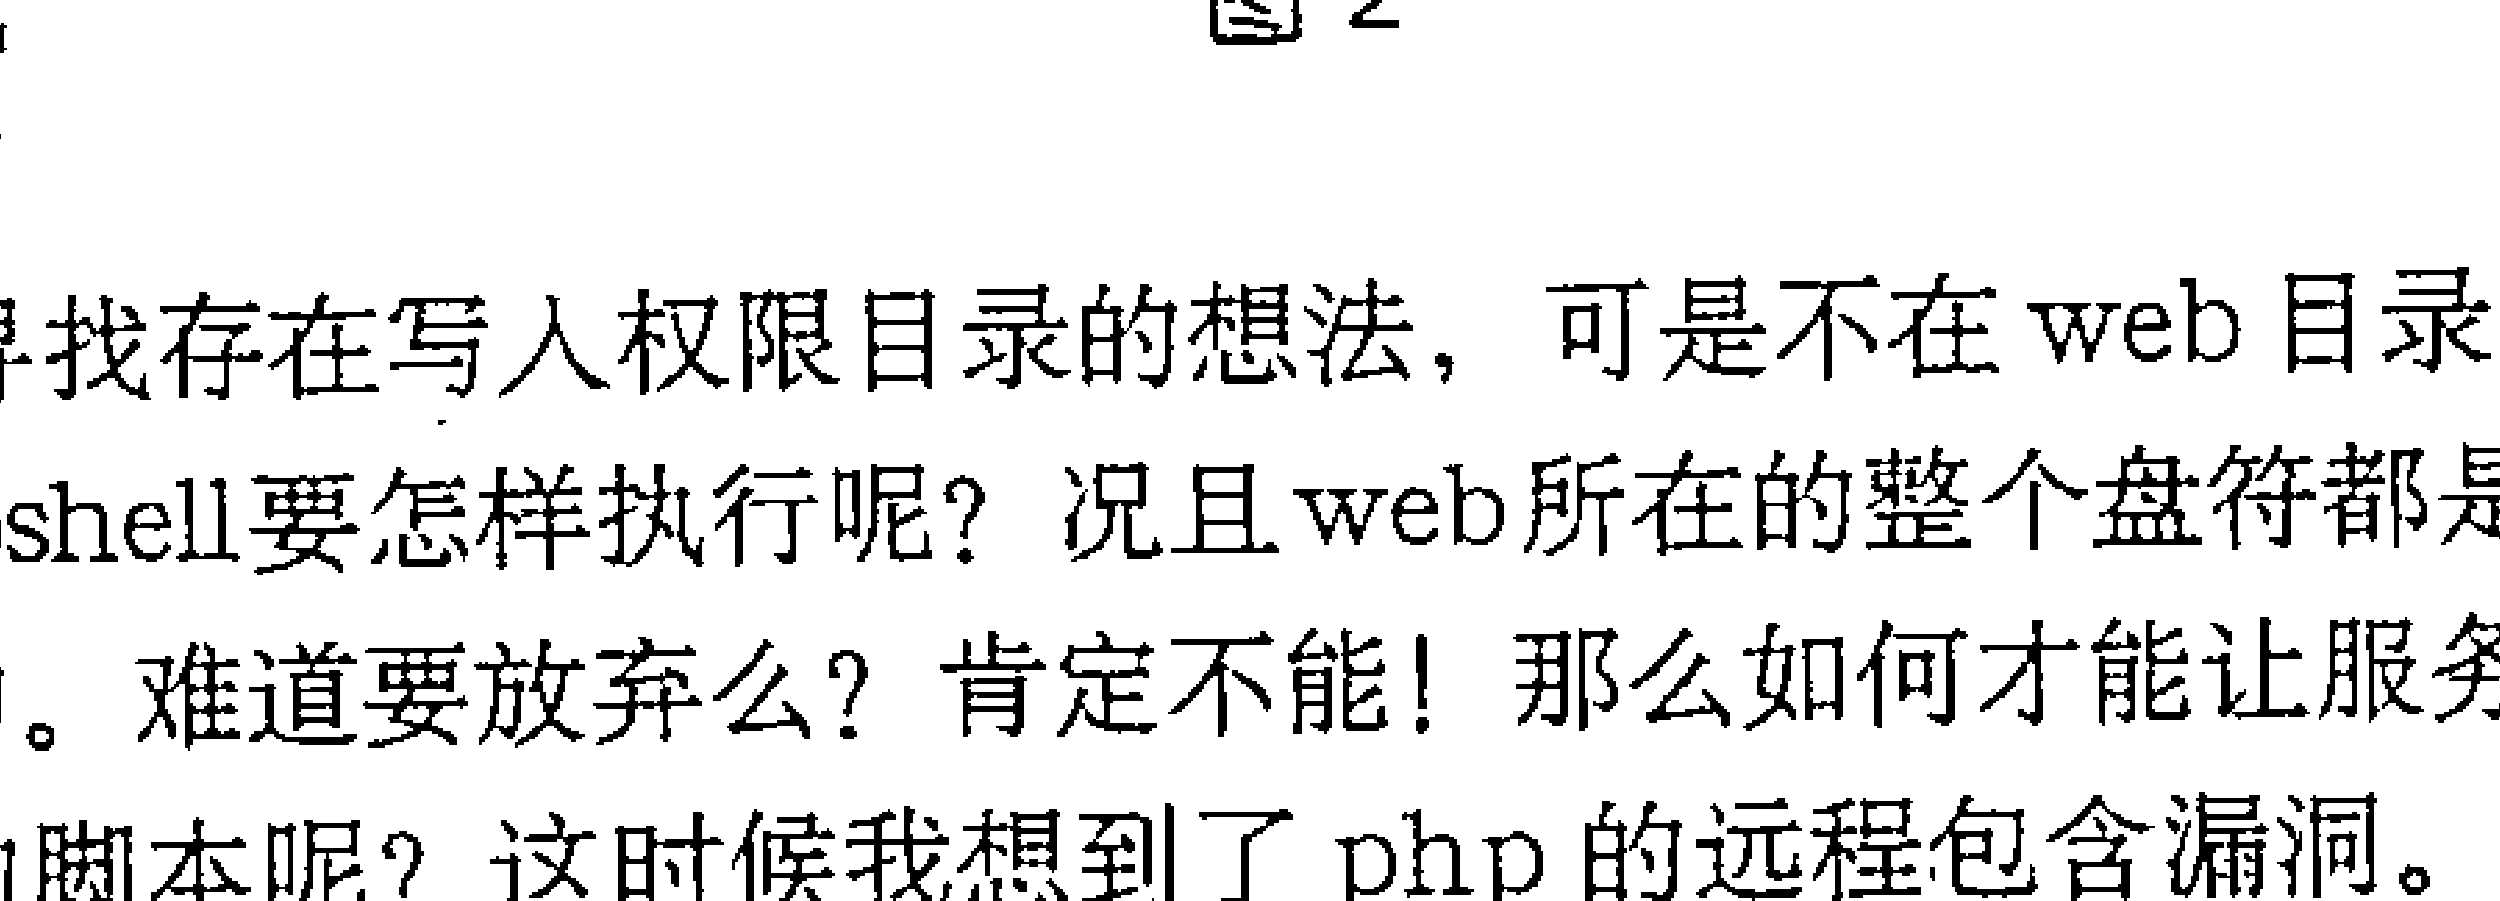 图 2
找存在写入权限目录的想法，可是不在 web 目录
shell要怎样执行呢？况且web所在的整个盘符都是
。难道要放弃么？肯定不能！那么如何才能让服务
脚本呢？这时候我想到了 php 的远程包含漏洞。